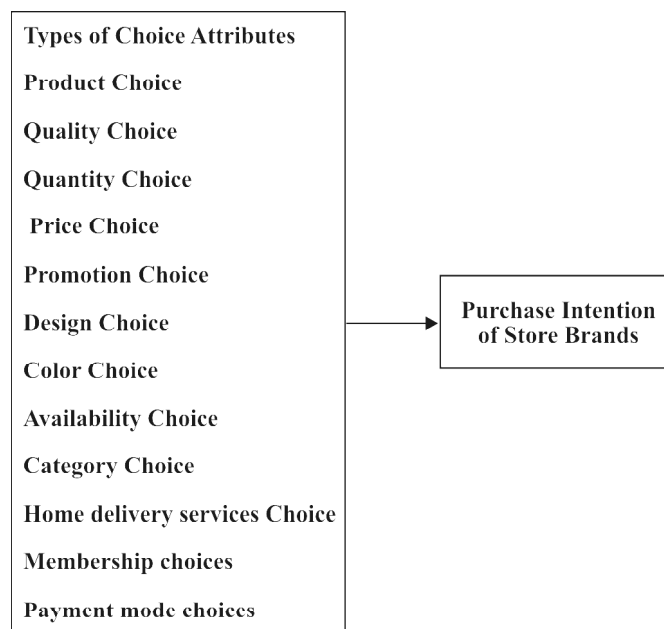 Types of Choice Attributes
Product Choice
Quality Choice
Quantity Choice
Price Choice
Promotion Choice
Design Choice
Color Choice
Availability Choice
Category Choice
Home delivery services Choice
Membership choices
Payment mode choices
Purchase Intention
of Store Brands